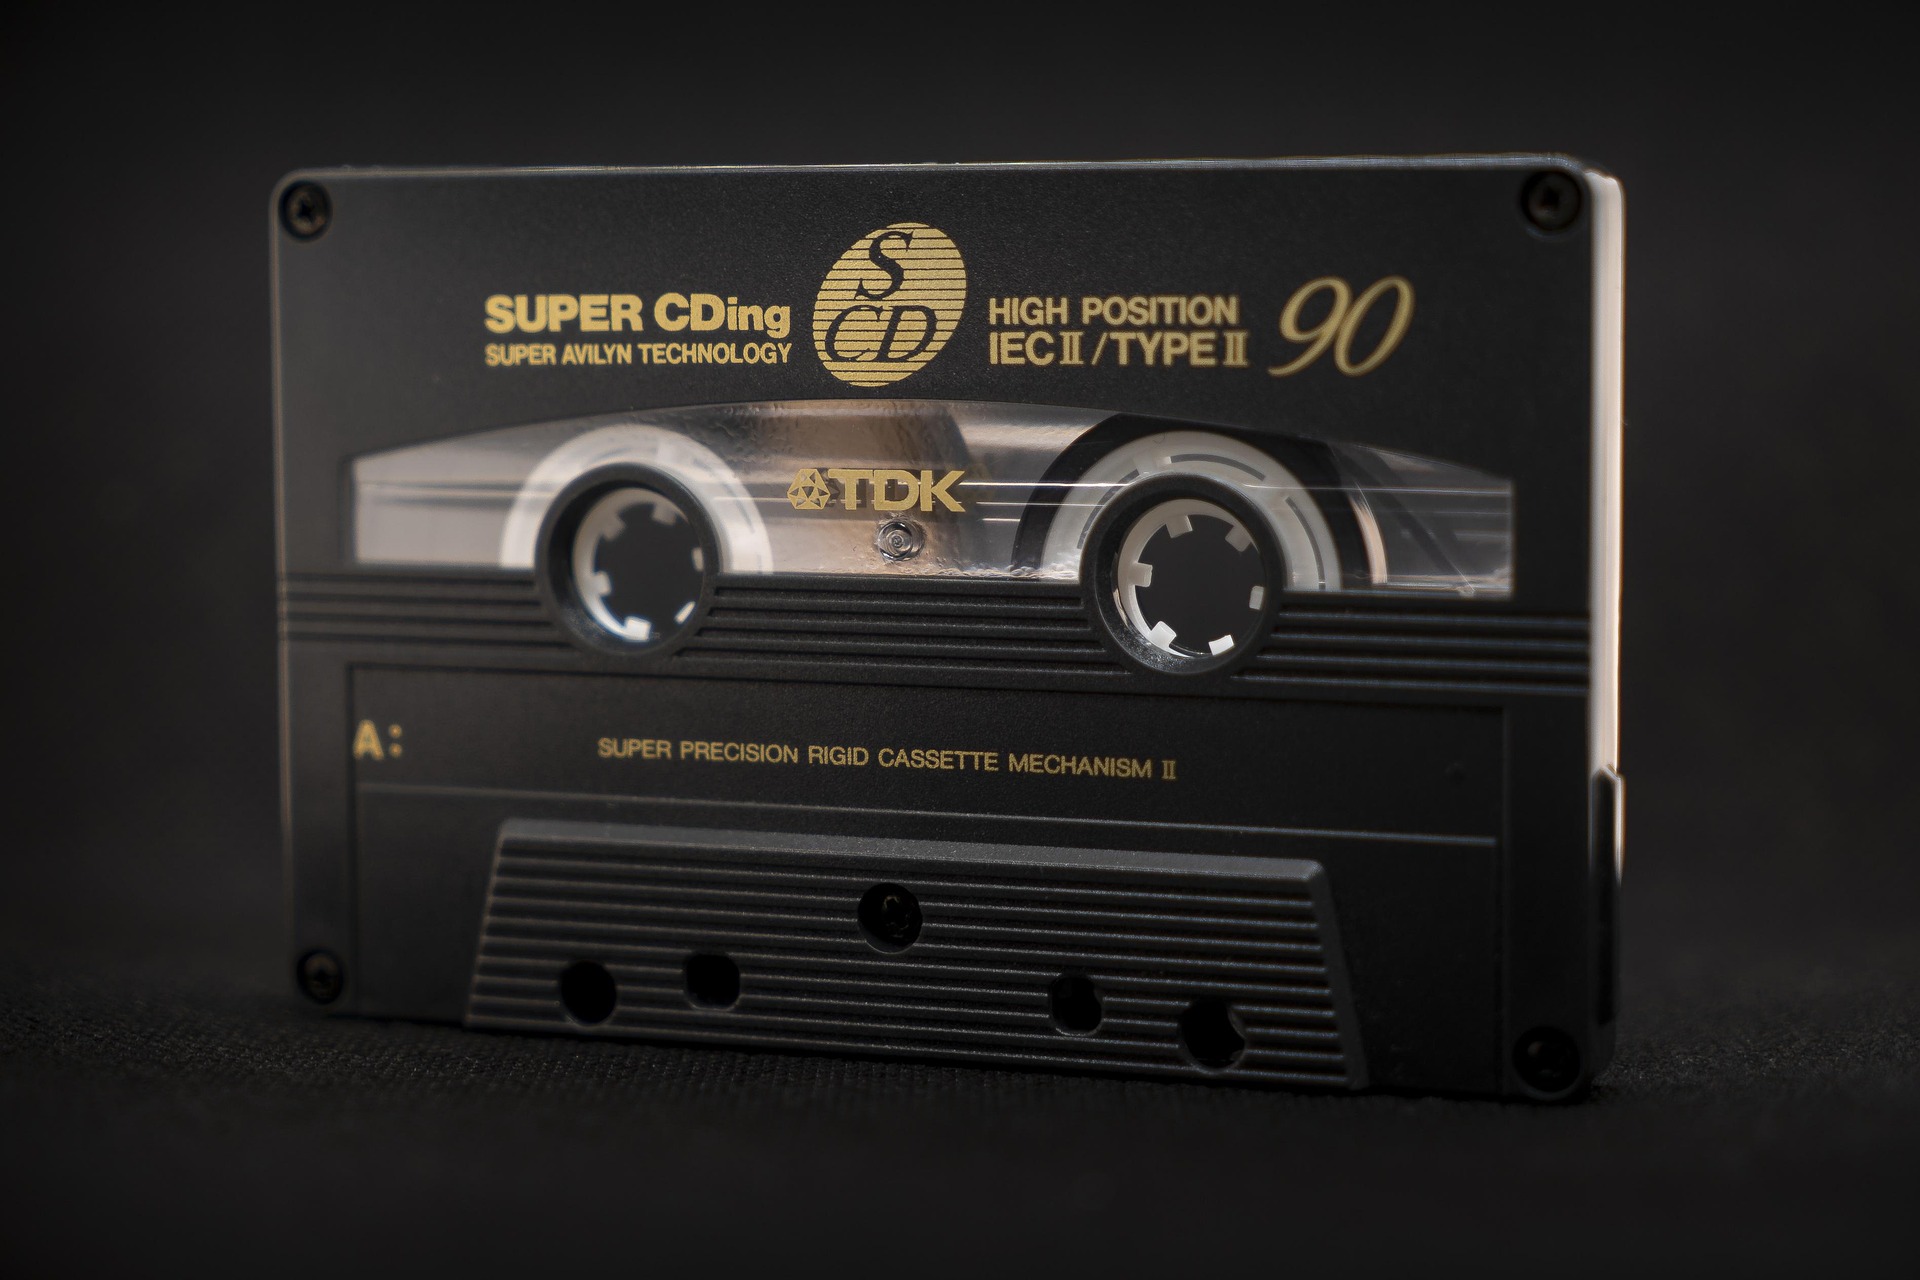 SUPER CDing
SUPER AVILYN TECHNOLOGY
S
CD
HIGH POSITION
IEC II / TYPE II
90
TDK
A:
SUPER PRECISION RIGID CASSETTE MECHANISM II